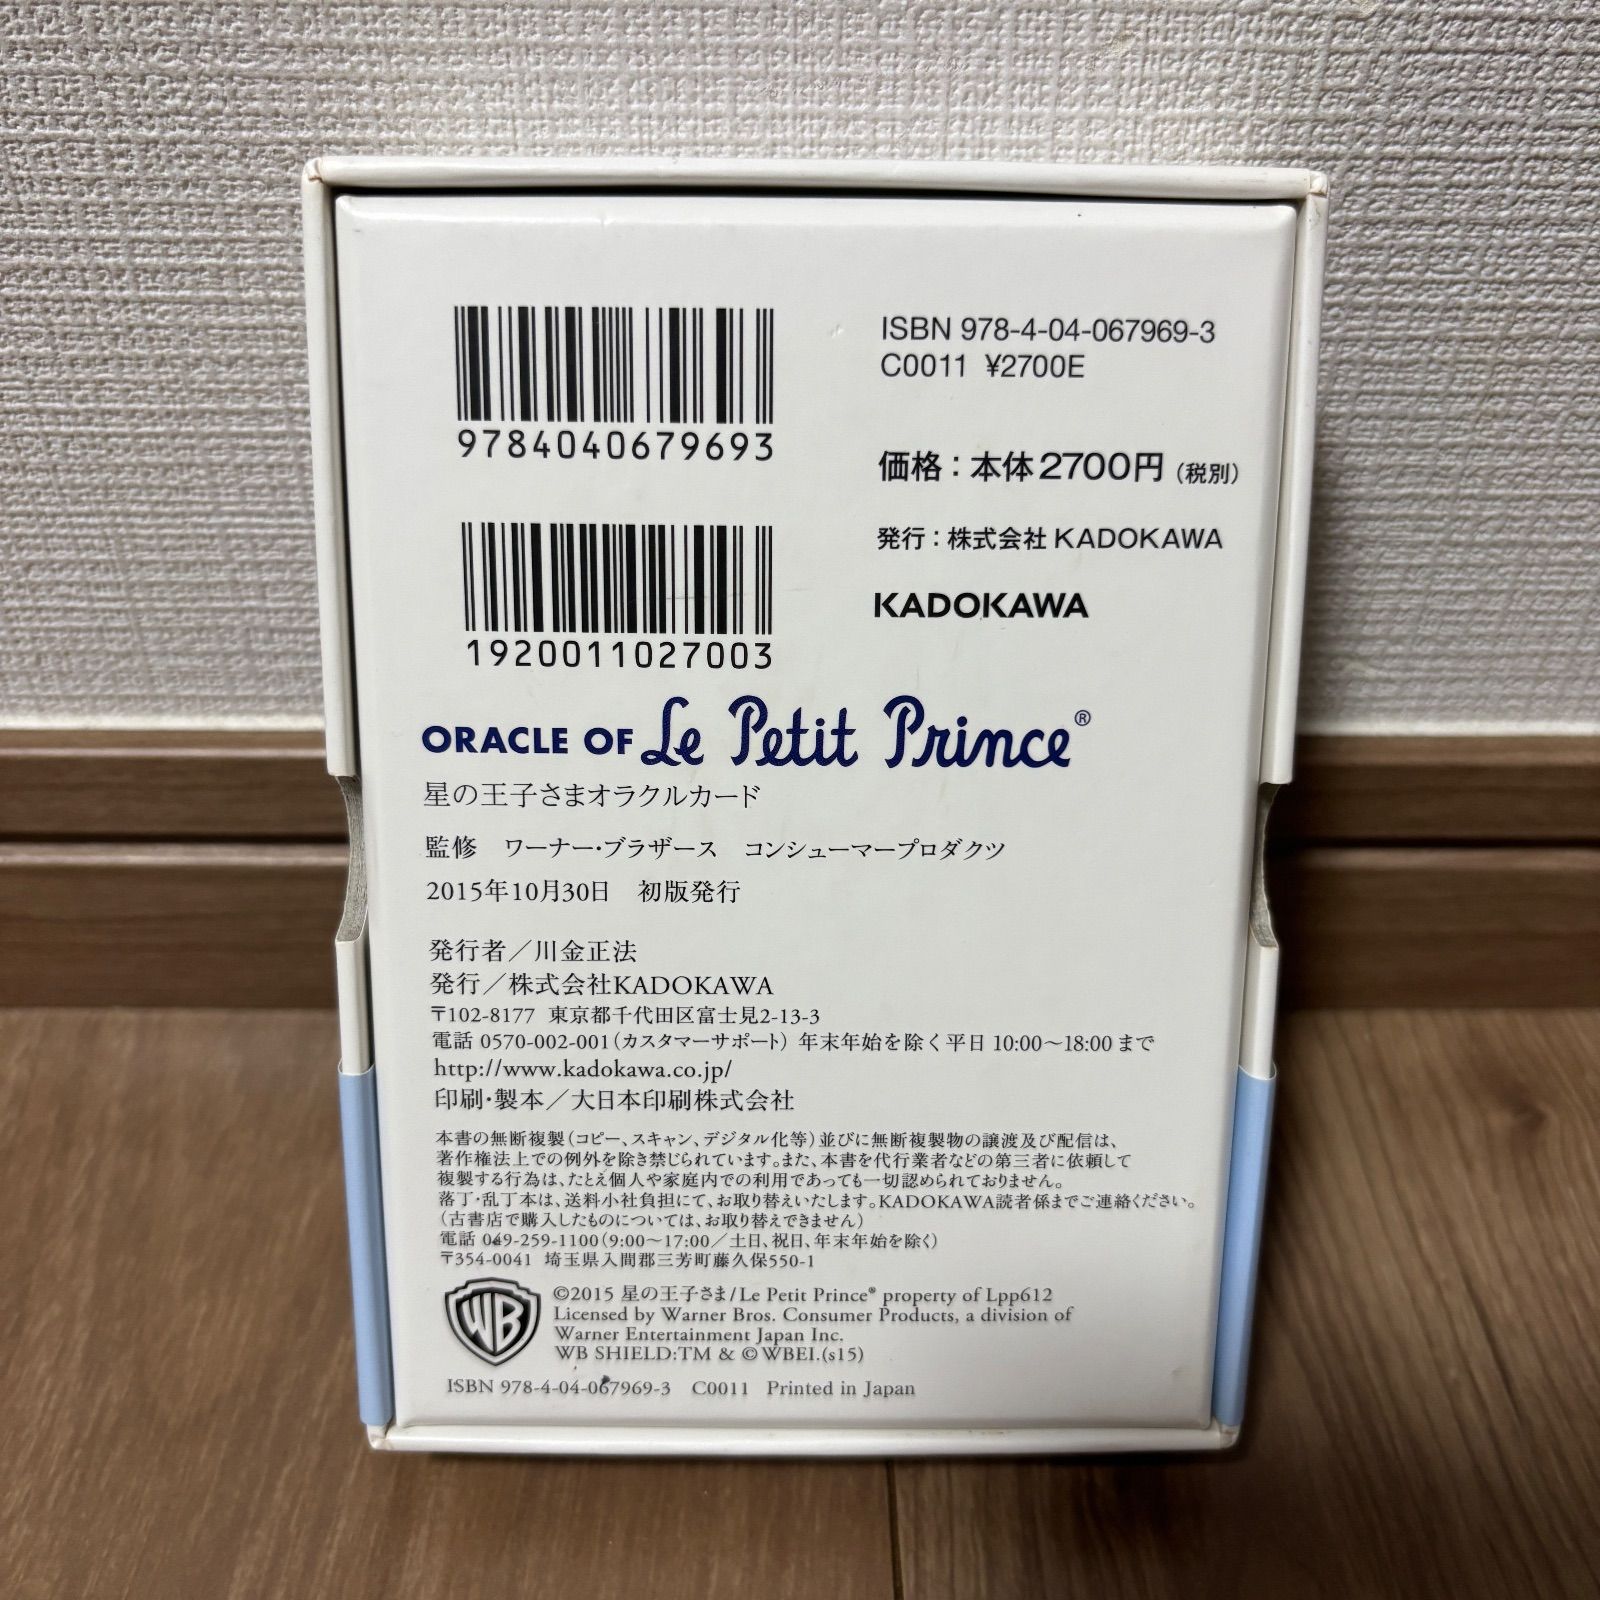 9784040679693
ISBN 978-4-04-067969-3
C0011 ¥2700E
価格：本体2700円（税別）
発行：株式会社KADOKAWA
KADOKAWA
1920011027003
ORACLE OF Le Petit Prince®
星の王子さまオラクルカード
監修　ワーナー・ブラザース　コンシューマープロダクツ
2015年10月30日　初版発行
発行者／川金正法
発行／株式会社KADOKAWA
〒102-8177 東京都千代田区富士見2-13-3
電話 0570-002-001（カスタマーサポート） 年末年始を除く平日 10:00〜18:00まで
http://www.kadokawa.co.jp/
印刷・製本／大日本印刷株式会社
本書の無断複製（コピー、スキャン、デジタル化等）並びに無断複製物の譲渡及び配信は、
著作権法上での例外を除き禁じられています。また、本書を代行業者などの第三者に依頼して
複製する行為は、たとえ個人や家庭内での利用であっても一切認められておりません。
落丁・乱丁本は、送料小社負担にて、お取り替えいたします。KADOKAWA読者係までご連絡ください。
（古書店で購入したものについては、お取り替えできません）
電話 049-259-1100（9:00〜17:00／土日、祝日、年末年始を除く）
〒354-0041 埼玉県入間郡三芳町藤久保550-1
WB
©2015 星の王子さま/Le Petit Prince® property of Lpp612
Licensed by Warner Bros. Consumer Products, a division of
Warner Entertainment Japan Inc.
WB SHIELD:TM & © WBEI.(s15)
ISBN 978-4-04-067969-3 C0011 Printed in Japan